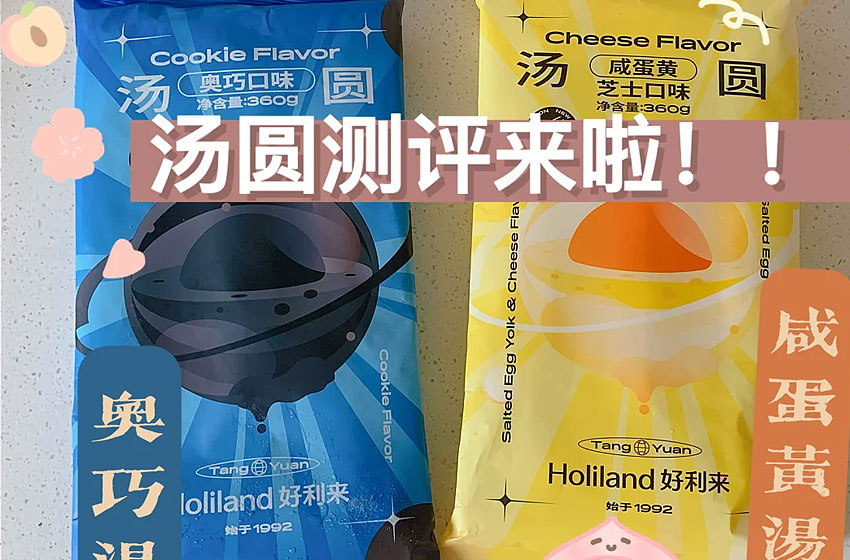 Cookie Flavor
汤 奥巧口味 圆
净含量:360g
Cheese Flavor
汤 咸蛋黄 圆
芝士口味
净含量:360g
汤圆测评来啦！！
Cookie Flavor
Salted Egg Yolk & Cheese Flav
Salted Egg
Tang Yuan
Holiland 好利来
始于1992
Tang Yuan
Holiland 好利来
始于1992
奥巧湯
咸蛋黄湯